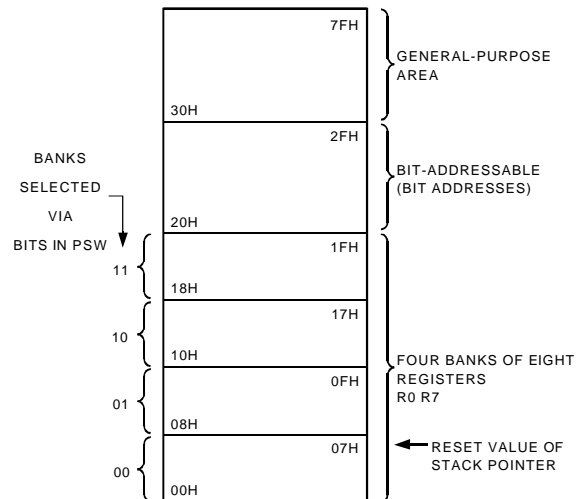 7FH
GENERAL-PURPOSE
AREA
30H
2FH
BIT-ADDRESSABLE
(BIT ADDRESSES)
20H
BANKS
SELECTED
VIA
BITS IN PSW
11
1FH
18H
10
17H
10H
01
0FH
08H
00
07H
00H
FOUR BANKS OF EIGHT
REGISTERS
R0 R7
RESET VALUE OF
STACK POINTER